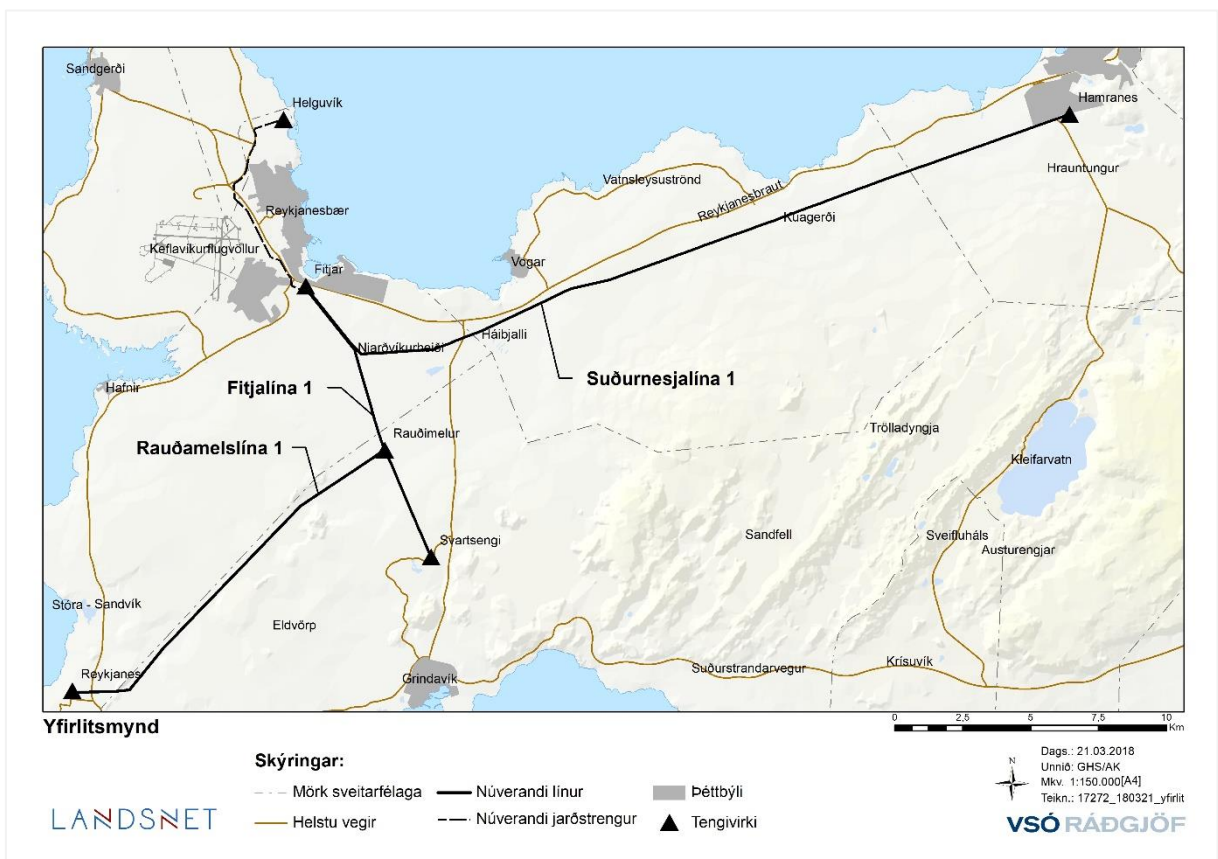 Sandgerði
Helguvík
Hamranes
Hrauntungur
Vatnsleysuströnd
Reykjanesbraut
Kúagerði
Reykjanesbær
Keflavíkurflugvöllur
Fitjar
Vogar
Njarðvíkurheiði
Háibjalli
Hafnir
Fitjalína 1
Suðurnesjalína 1
Rauðimelur
Rauðamelslína 1
Trölladyngja
Kleifarvatn
Svartsengi
Sandfell
Sveifluháls
Austurengjar
Stóra - Sandvík
Eldvörp
Reykjanes
Grindavík
Suðurstrandarvegur
Krísuvík
Yfirlitsmynd
0 2,5 5 7,5 10
Km
Skýringar:
Mörk sveitarfélaga
Núverandi línur
Þéttbýli
Helstu vegir
Núverandi jarðstrengur
Tengivirki
N
Dags.: 21.03.2018
Unnið: GHS/AK
Mkv. 1:150.000[A4]
Teikn.: 17272_180321_yfirlit
LANDSNET
VSÓ RÁÐGJÖF